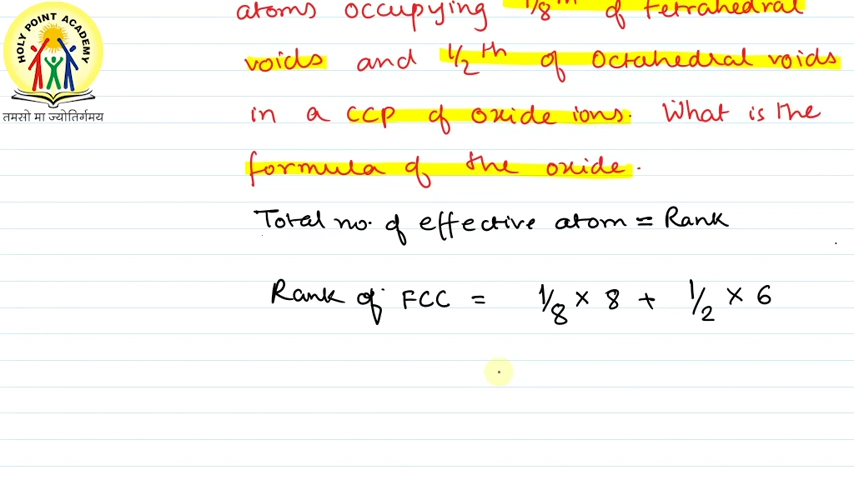 HOLY POINT ACADEMY
तमसो मा ज्योतिर्गमय
atoms occupying 1/8th of tetrahedral
voids and 1/2th of Octahedral voids
in a CCP of oxide ions. What is the
formula of the oxide.
Total no. of effective atom = Rank
Rank of FCC = 1/8 × 8 + 1/2 × 6